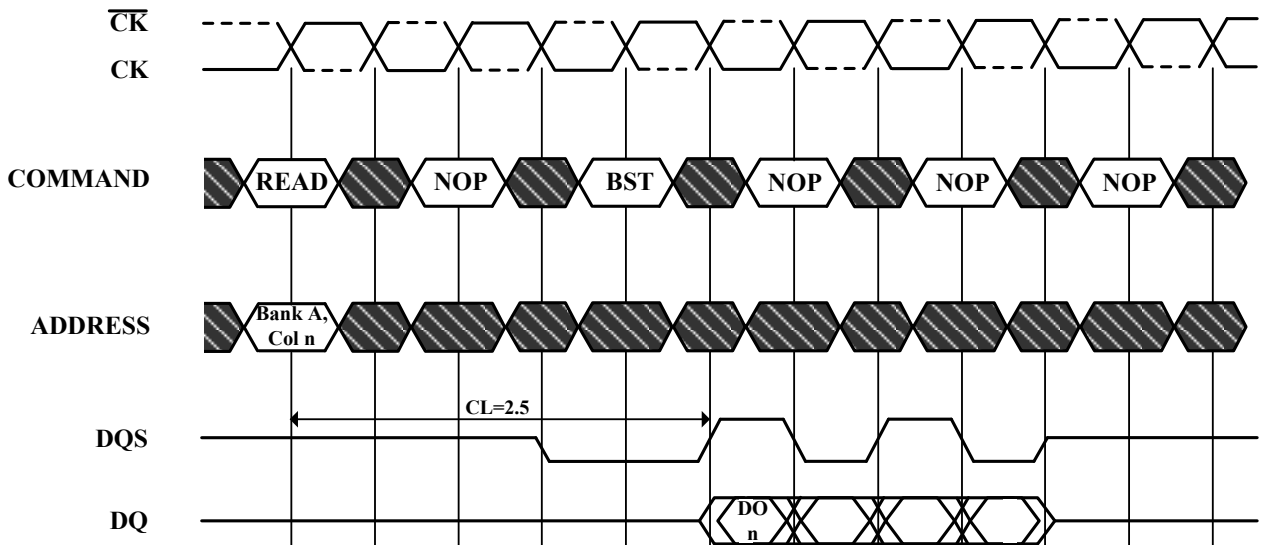 CK
CK
COMMAND
READ NOP BST NOP NOP NOP
ADDRESS
Bank A,
Col n
CL=2.5
DQS
DQ
DO
n